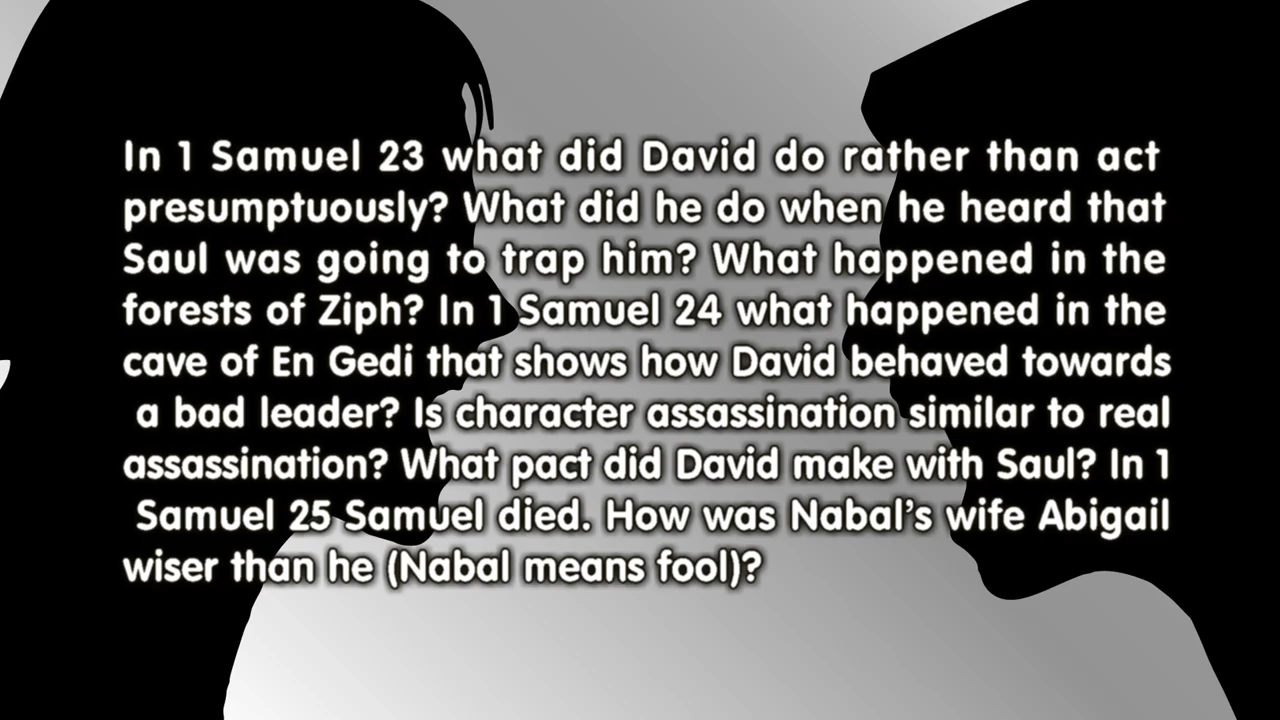 In 1 Samuel 23 what did David do rather than act
presumptuously? What did he do when he heard that
Saul was going to trap him? What happened in the
forests of Ziph? In 1 Samuel 24 what happened in the
cave of En Gedi that shows how David behaved towards
a bad leader? Is character assassination similar to real
assassination? What pact did David make with Saul? In 1
Samuel 25 Samuel died. How was Nabal’s wife Abigail
wiser than he (Nabal means fool)?